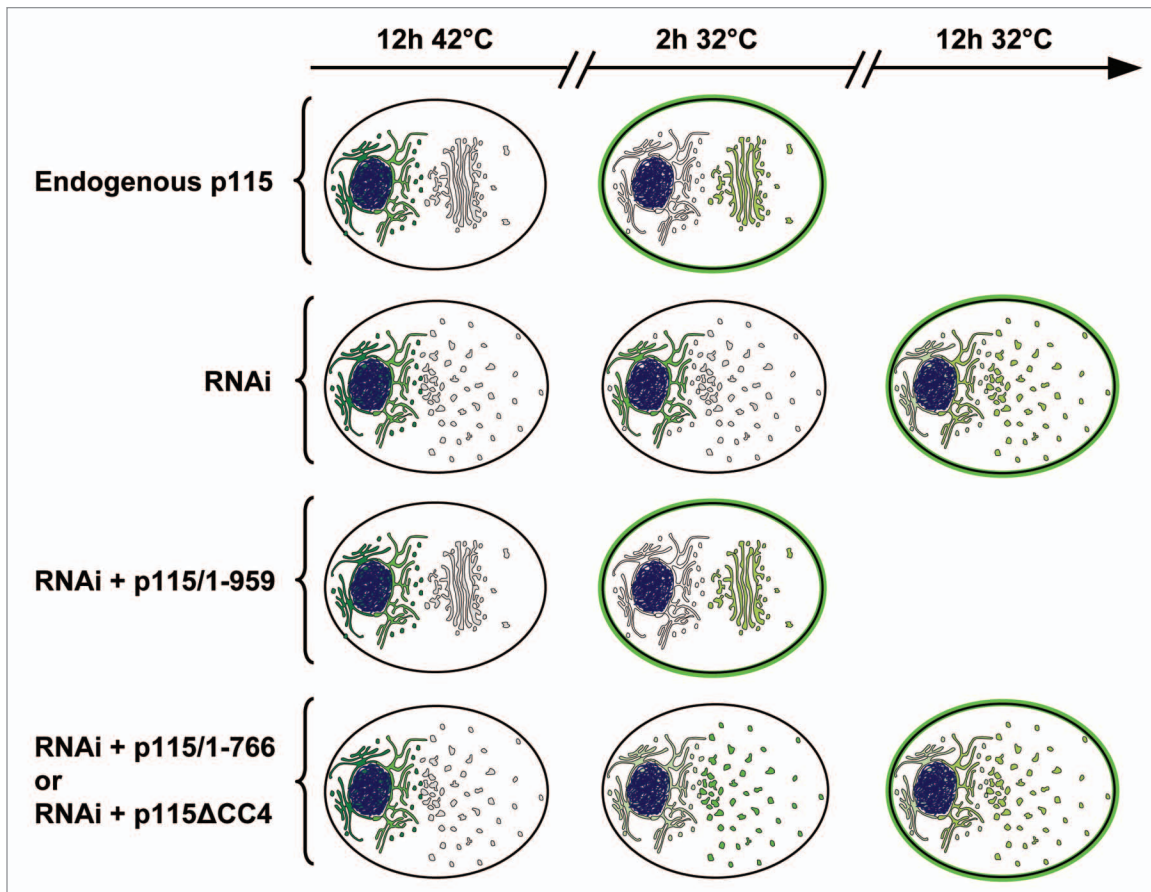 12h 42°C
2h 32°C
12h 32°C
Endogenous p115
RNAi
RNAi + p115/1-959
RNAi + p115/1-766
or
RNAi + p115ΔCC4